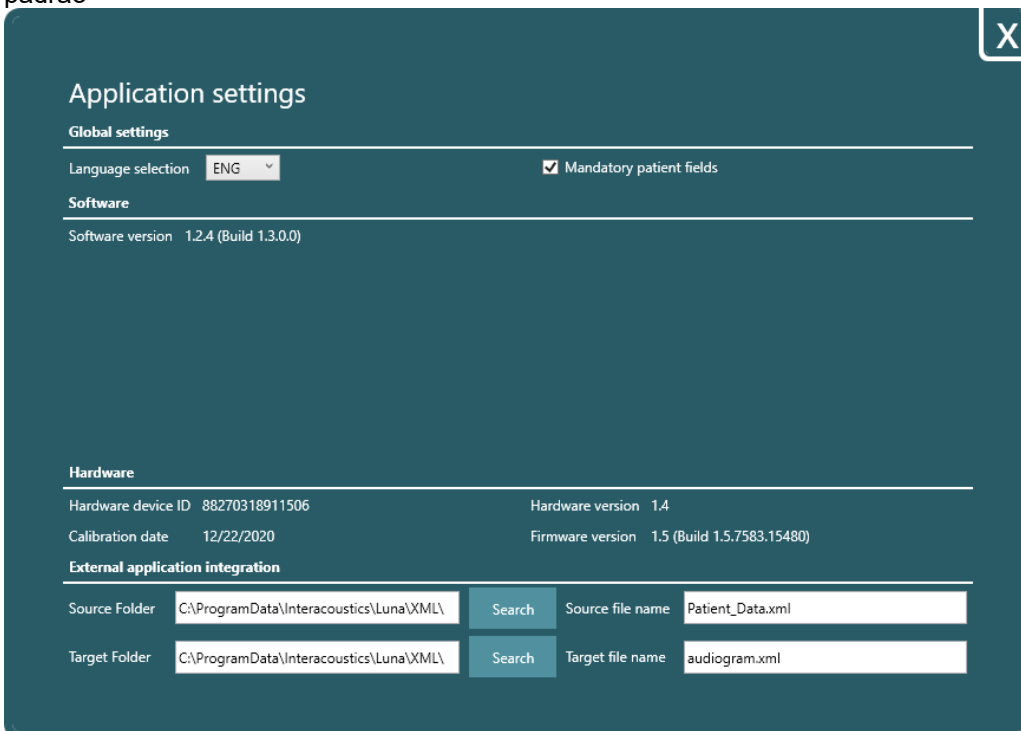 padrão
X
Application settings
Global settings
Language selection ENG Mandatory patient fields
Software
Software version 1.2.4 (Build 1.3.0.0)
Hardware
Hardware device ID 88270318911506 Hardware version 1.4
Calibration date 12/22/2020 Firmware version 1.5 (Build 1.5.7583.15480)
External application integration
Source Folder C:\ProgramData\Interacoustics\Luna\XML\ Search Source file name Patient_Data.xml
Target Folder C:\ProgramData\Interacoustics\Luna\XML\ Search Target file name audiogram.xml